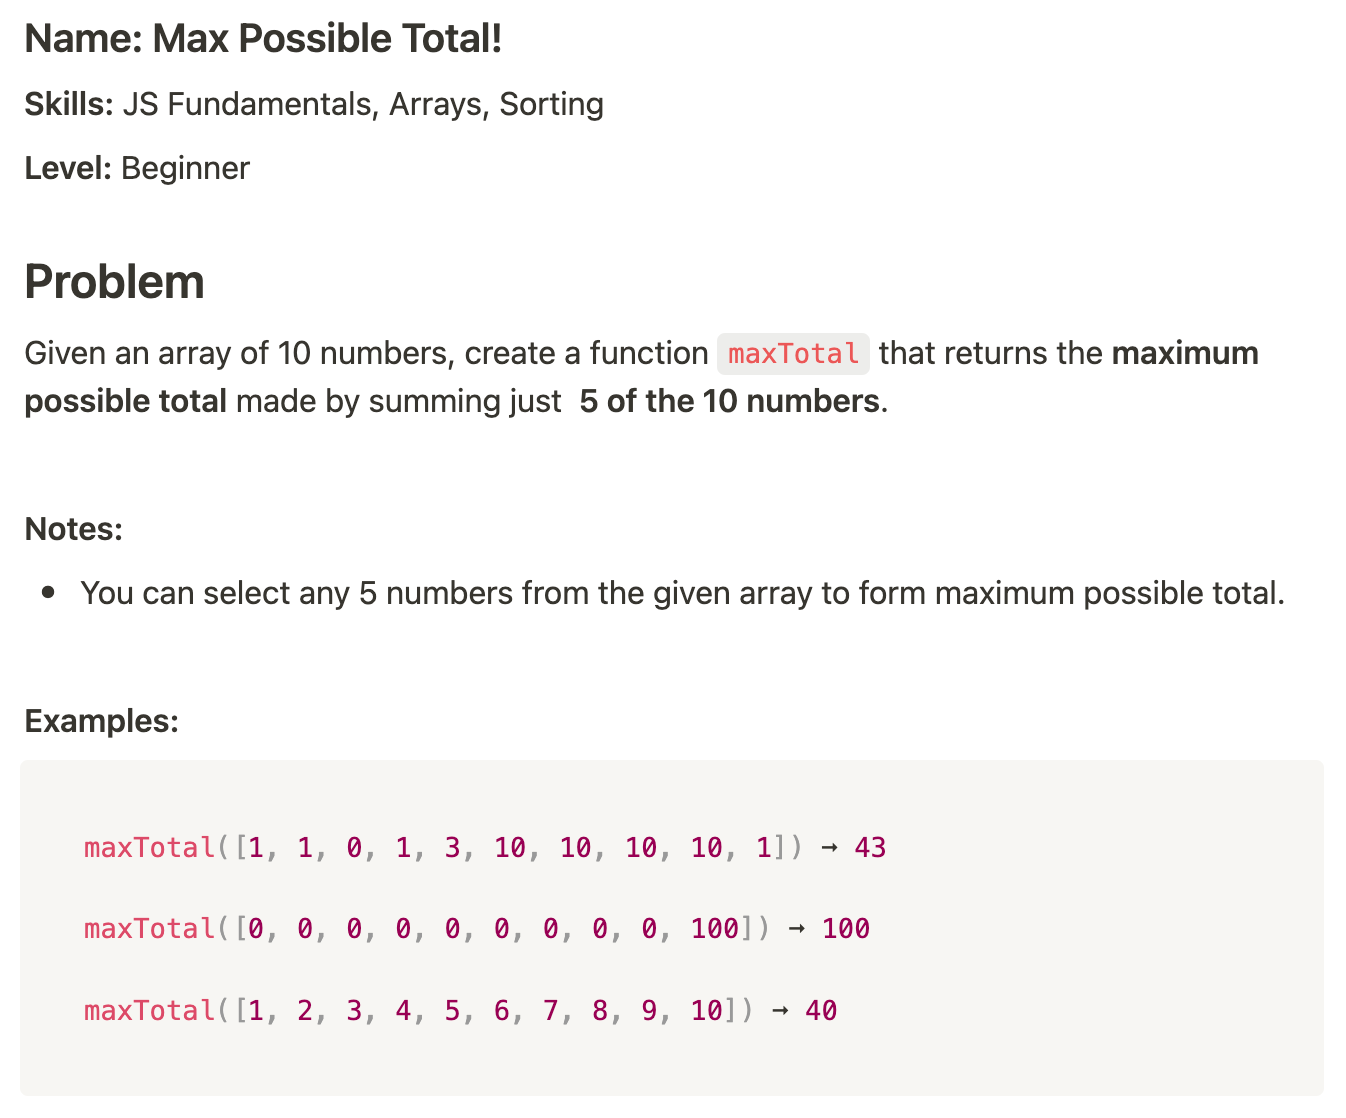 Name: Max Possible Total!
Skills: JS Fundamentals, Arrays, Sorting
Level: Beginner
Problem
Given an array of 10 numbers, create a function maxTotal that returns the maximum
possible total made by summing just 5 of the 10 numbers.
Notes:
• You can select any 5 numbers from the given array to form maximum possible total.
Examples:
maxTotal([1, 1, 0, 1, 3, 10, 10, 10, 10, 1]) → 43
maxTotal([0, 0, 0, 0, 0, 0, 0, 0, 0, 100]) → 100
maxTotal([1, 2, 3, 4, 5, 6, 7, 8, 9, 10]) → 40